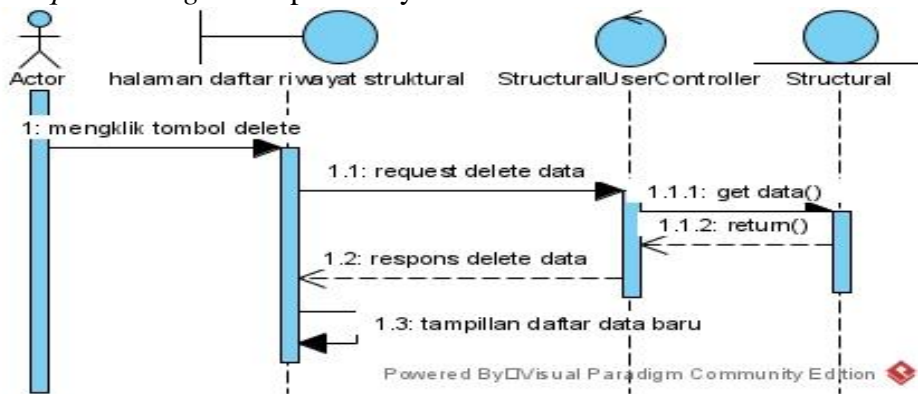 Actor
halaman daftar riwayat struktural
StructuralUserController
Structural
1: mengklik tombol delete
1.1: request delete data
1.1.1: get data()
1.1.2: return()
1.2: respons delete data
1.3: tampillan daftar data baru
Powered By□Visual Paradigm Community Edition